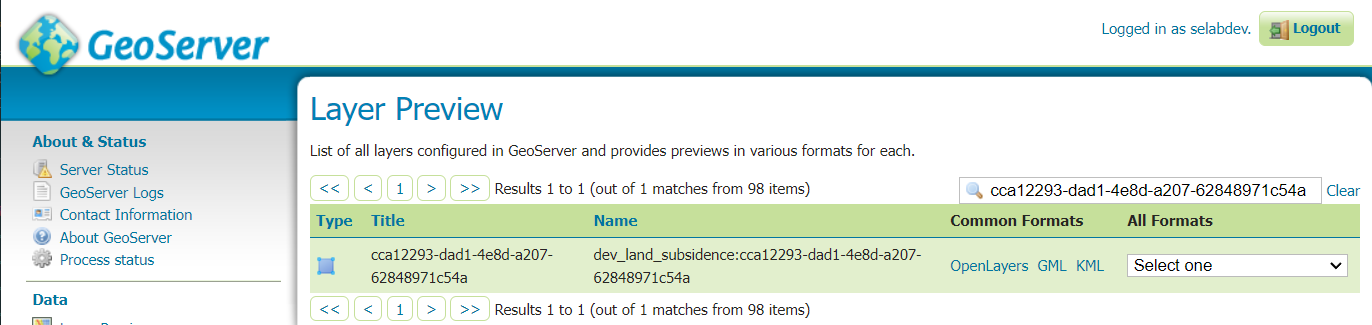 GeoServer
Logged in as selabdev.
Logout
About & Status
Server Status
GeoServer Logs
Contact Information
About GeoServer
Process status
Data
Layer Preview
List of all layers configured in GeoServer and provides previews in various formats for each.
<< < 1 > >> Results 1 to 1 (out of 1 matches from 98 items)
cca12293-dad1-4e8d-a207-62848971c54a Clear
Type Title Name Common Formats All Formats
cca12293-dad1-4e8d-a207-
62848971c54a
dev_land_subsidence:cca12293-dad1-4e8d-a207-
62848971c54a
OpenLayers GML KML Select one
<< < 1 > >> Results 1 to 1 (out of 1 matches from 98 items)